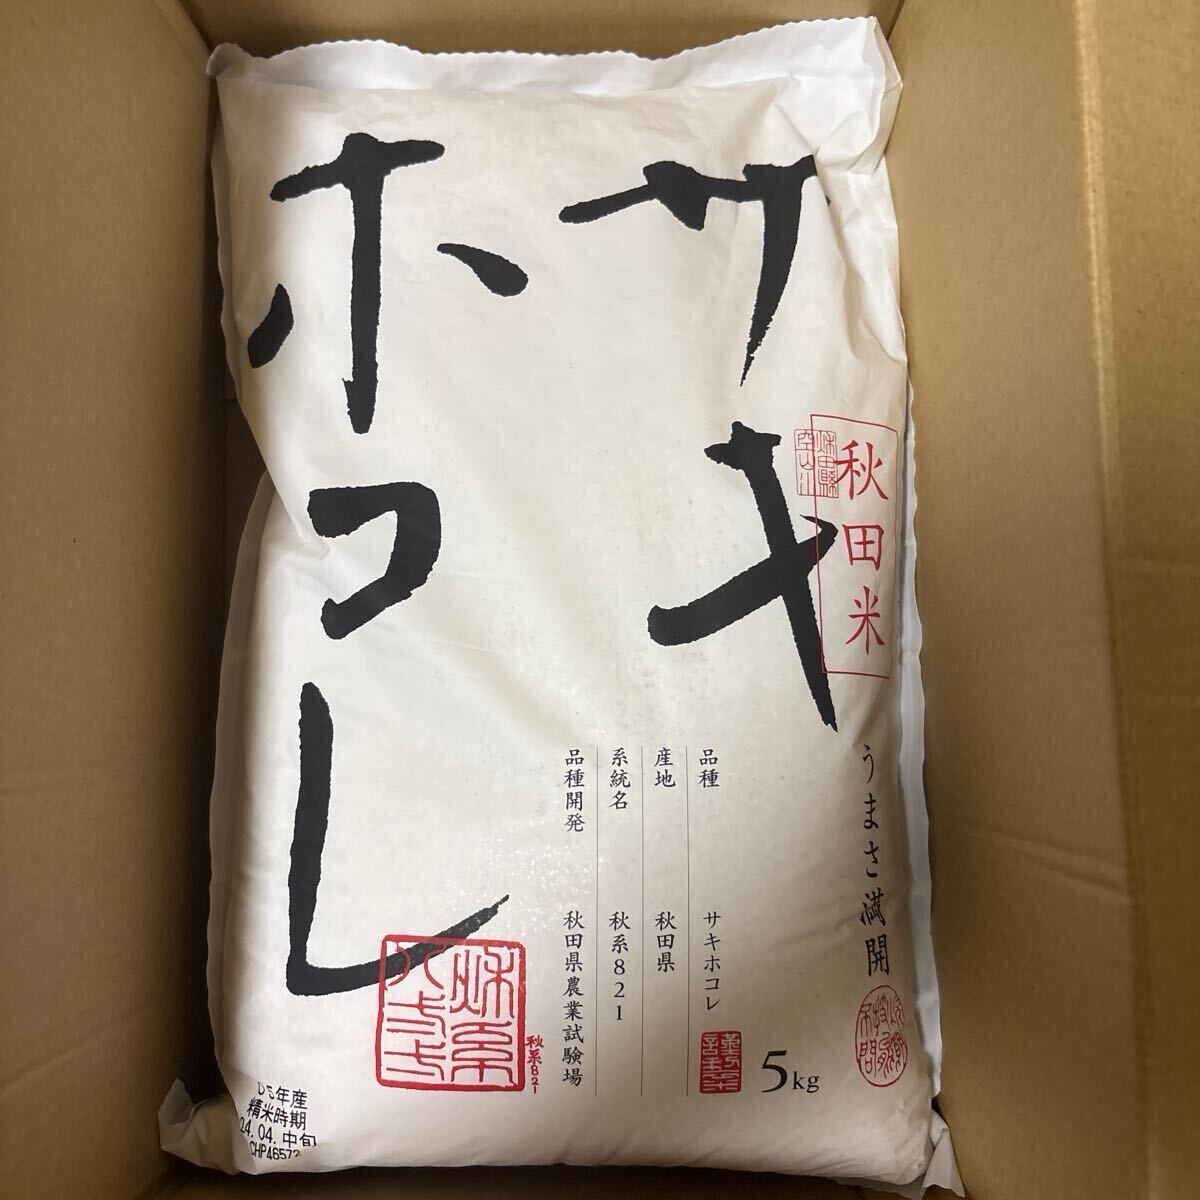 サキ
ホコレ
秋田米
うまさ満開
品種 サキホコレ
産地 秋田県
系統名 秋系821
品種開発 秋田県農業試験場
秋系821
5kg
05年産
精米時期
24.04.中旬
CHP46572